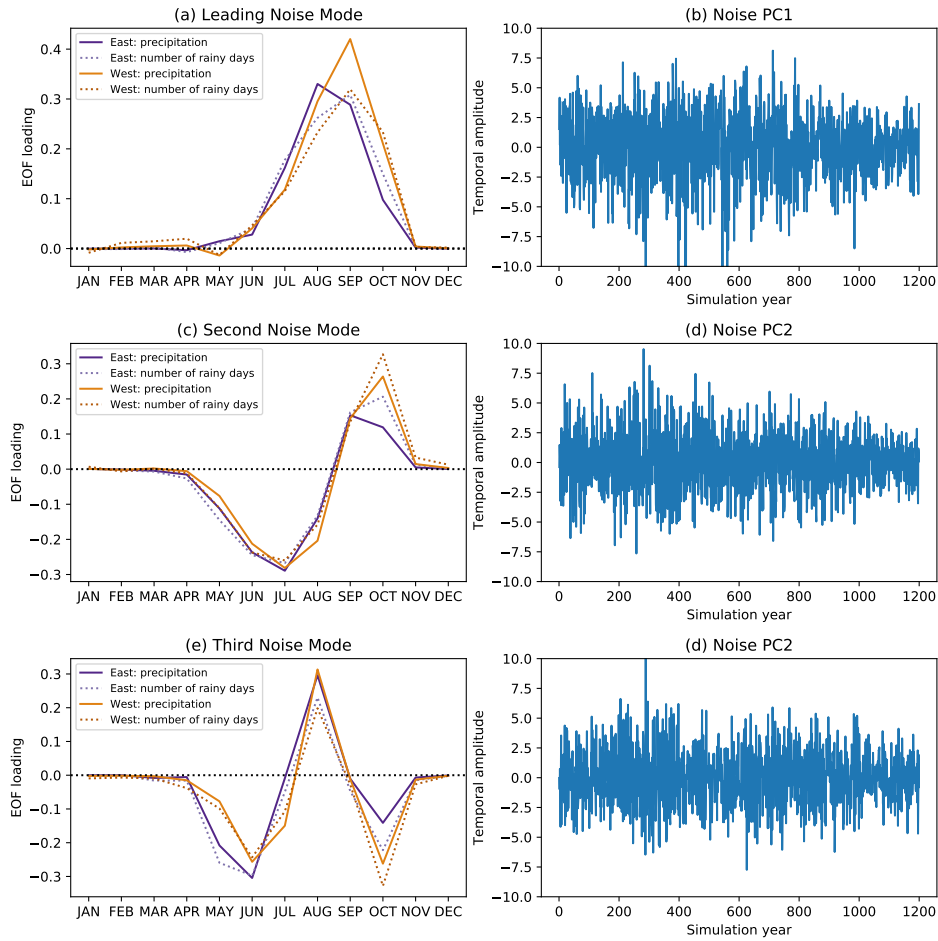 (a) Leading Noise Mode
East: precipitation
East: number of rainy days
West: precipitation
West: number of rainy days
EOF loading
0.4
0.3
0.2
0.1
0.0
JAN FEB MAR APR MAY JUN JUL AUG SEP OCT NOV DEC
(b) Noise PC1
Temporal amplitude
10.0
7.5
5.0
2.5
0.0
−2.5
−5.0
−7.5
−10.0
0 200 400 600 800 1000 1200
Simulation year
(c) Second Noise Mode
East: precipitation
East: number of rainy days
West: precipitation
West: number of rainy days
EOF loading
0.3
0.2
0.1
0.0
−0.1
−0.2
−0.3
JAN FEB MAR APR MAY JUN JUL AUG SEP OCT NOV DEC
(d) Noise PC2
Temporal amplitude
10.0
7.5
5.0
2.5
0.0
−2.5
−5.0
−7.5
−10.0
0 200 400 600 800 1000 1200
Simulation year
(e) Third Noise Mode
East: precipitation
East: number of rainy days
West: precipitation
West: number of rainy days
EOF loading
0.3
0.2
0.1
0.0
−0.1
−0.2
−0.3
JAN FEB MAR APR MAY JUN JUL AUG SEP OCT NOV DEC
(d) Noise PC2
Temporal amplitude
10.0
7.5
5.0
2.5
0.0
−2.5
−5.0
−7.5
−10.0
0 200 400 600 800 1000 1200
Simulation year